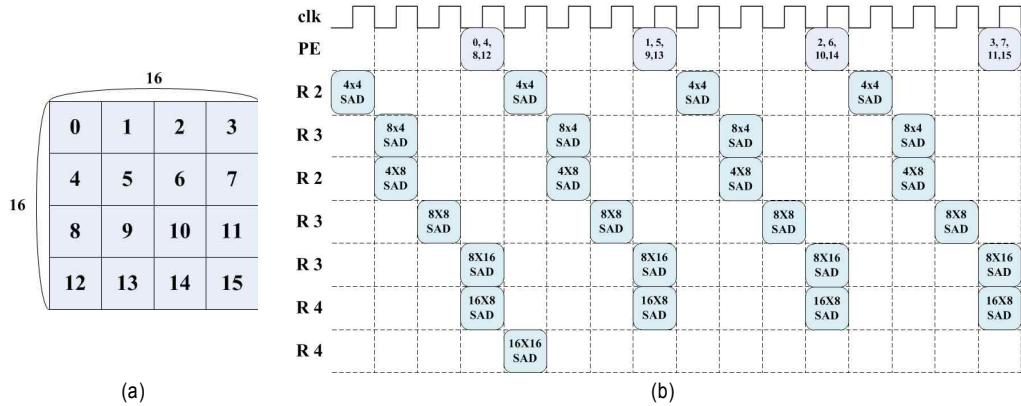 16
16
0 1 2 3
4 5 6 7
8 9 10 11
12 13 14 15
(a)
clk
PE 0, 4, 8,12 1, 5, 9,13 2, 6, 10,14 3, 7, 11,15
R 2 4x4 SAD 4x4 SAD 4x4 SAD 4x4 SAD
R 3 8x4 SAD 8x4 SAD 8x4 SAD 8x4 SAD
R 2 4X8 SAD 4X8 SAD 4X8 SAD 4X8 SAD
R 3 8X8 SAD 8X8 SAD 8X8 SAD 8X8 SAD
R 3 8X16 SAD 8X16 SAD 8X16 SAD 8X16 SAD
R 4 16X8 SAD 16X8 SAD 16X8 SAD 16X8 SAD
R 4 16X16 SAD
(b)